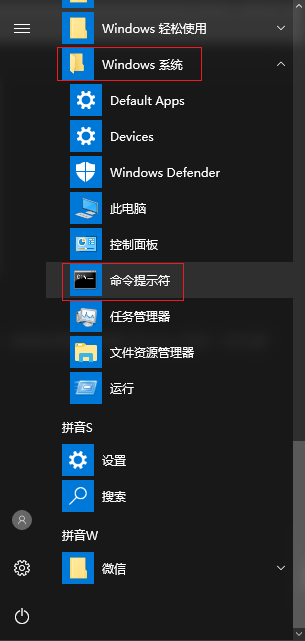 Windows 轻松使用
Windows 系统
Default Apps
Devices
Windows Defender
此电脑
控制面板
命令提示符
任务管理器
文件资源管理器
运行
拼音S
设置
搜索
拼音W
微信